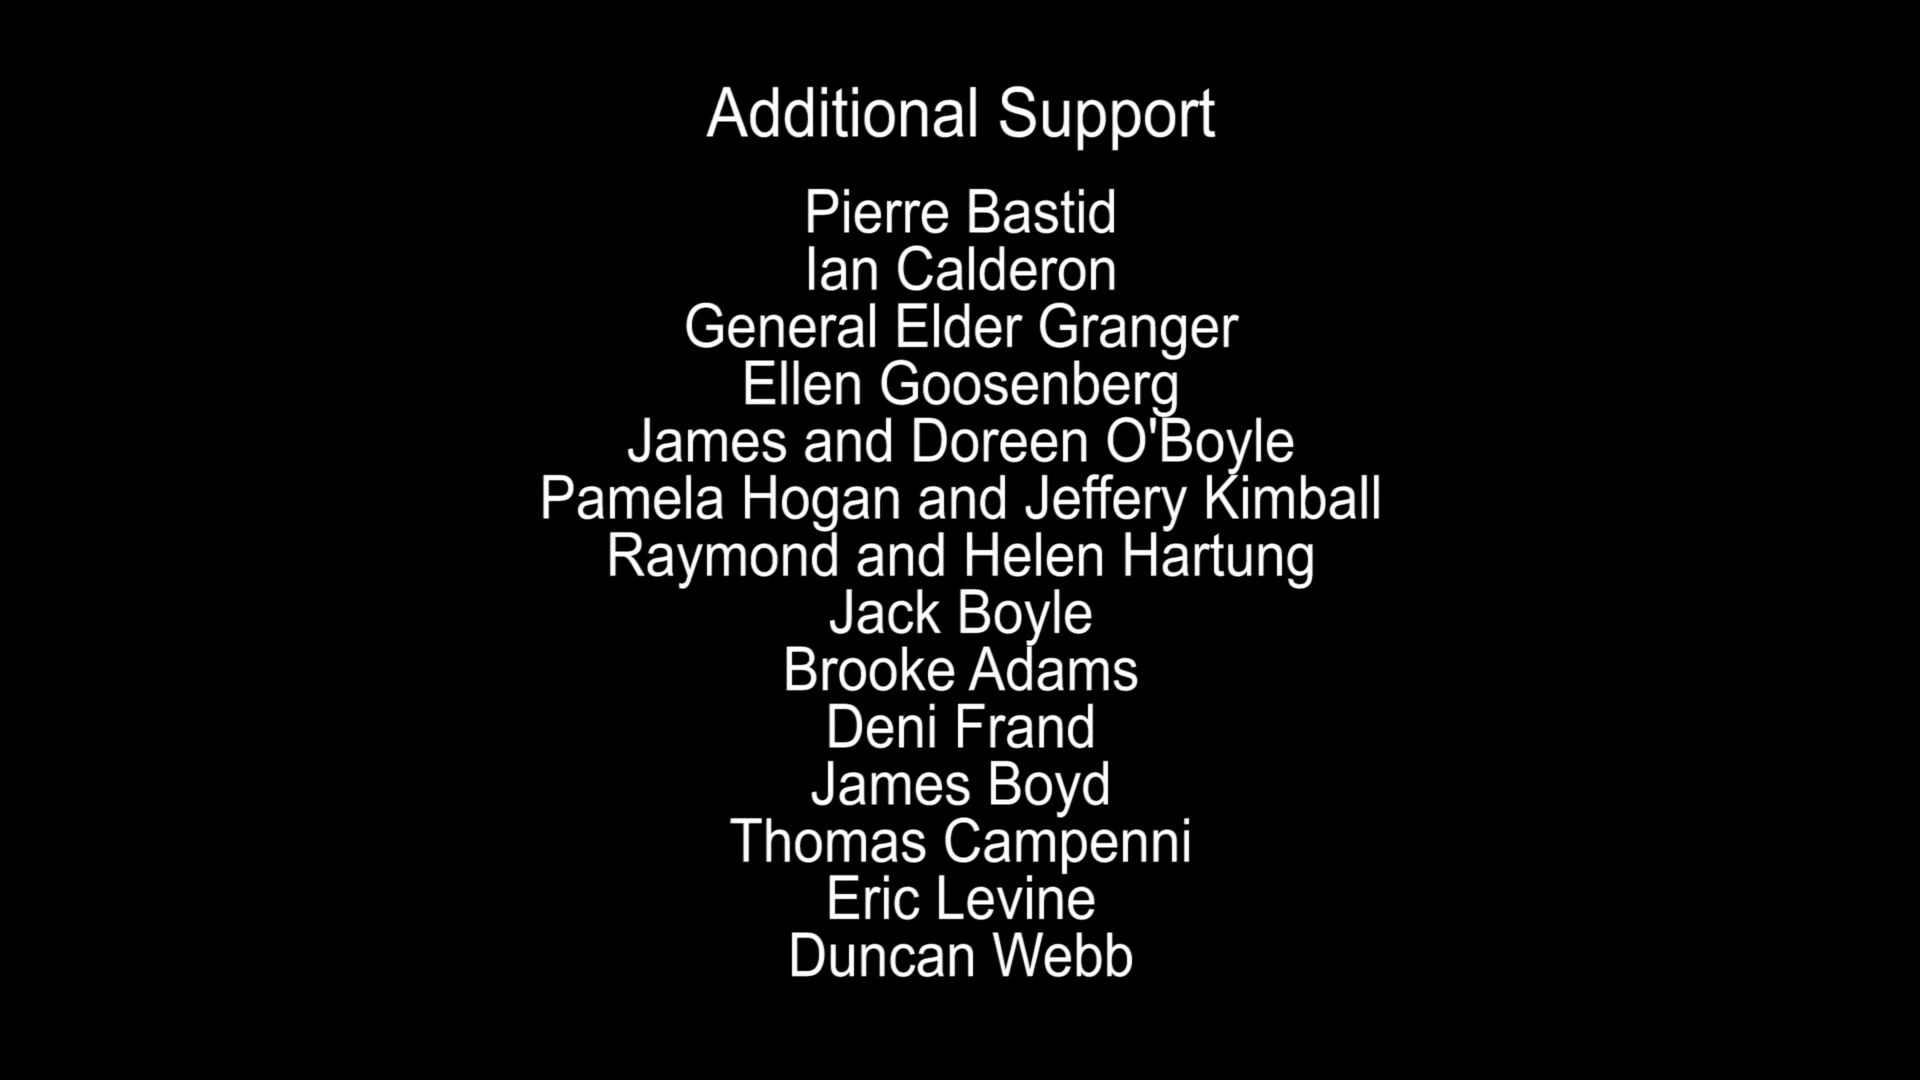 Additional Support
Pierre Bastid
Ian Calderon
General Elder Granger
Ellen Goosenberg
James and Doreen O'Boyle
Pamela Hogan and Jeffery Kimball
Raymond and Helen Hartung
Jack Boyle
Brooke Adams
Deni Frand
James Boyd
Thomas Campenni
Eric Levine
Duncan Webb